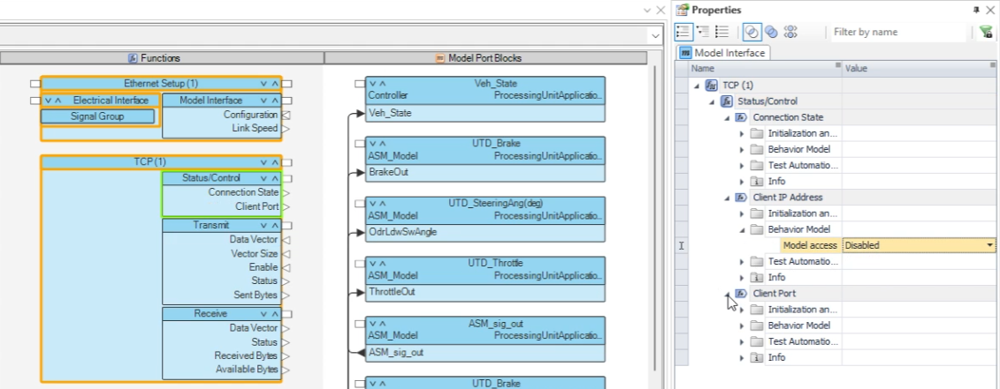 Functions
Ethernet Setup (1)
Electrical Interface
Model Interface
Signal Group
Configuration
Link Speed
TCP (1)
Status/Control
Connection State
Client Port
Transmit
Data Vector
Vector Size
Enable
Status
Sent Bytes
Receive
Data Vector
Status
Received Bytes
Available Bytes
Model Port Blocks
Veh_State
Controller ProcessingUnitApplicatio...
Veh_State
UTD_Brake
ASM_Model ProcessingUnitApplicatio...
BrakeOut
UTD_SteeringAng(deg)
ASM_Model ProcessingUnitApplicatio...
OdrLdwSwAngle
UTD_Throttle
ASM_Model ProcessingUnitApplicatio...
ThrottleOut
ASM_sig_out
ASM_Model ProcessingUnitApplicatio...
ASM_sig_out
UTD_Brake
Properties
Filter by name
Model Interface
Name Value
TCP (1)
Status/Control
Connection State
Initialization an...
Behavior Model
Test Automatio...
Info
Client IP Address
Initialization an...
Behavior Model
Model access Disabled
Test Automatio...
Info
Client Port
Initialization an...
Behavior Model
Test Automatio...
Info